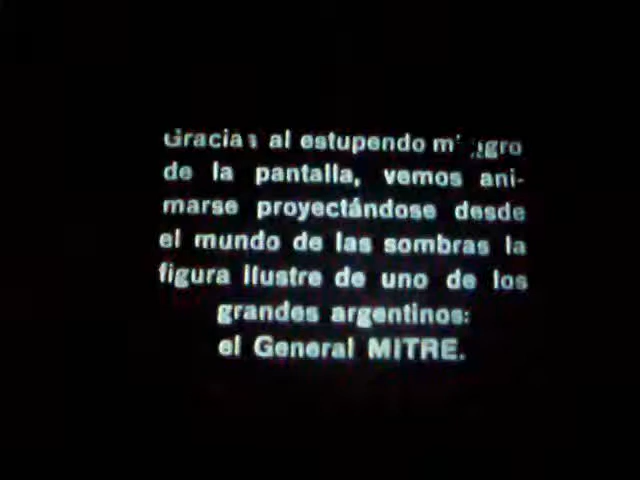 Gracias al estupendo milagro
de la pantalla, vemos ani-
marse proyectándose desde
el mundo de las sombras la
figura ilustre de uno de los
grandes argentinos:
el General MITRE.